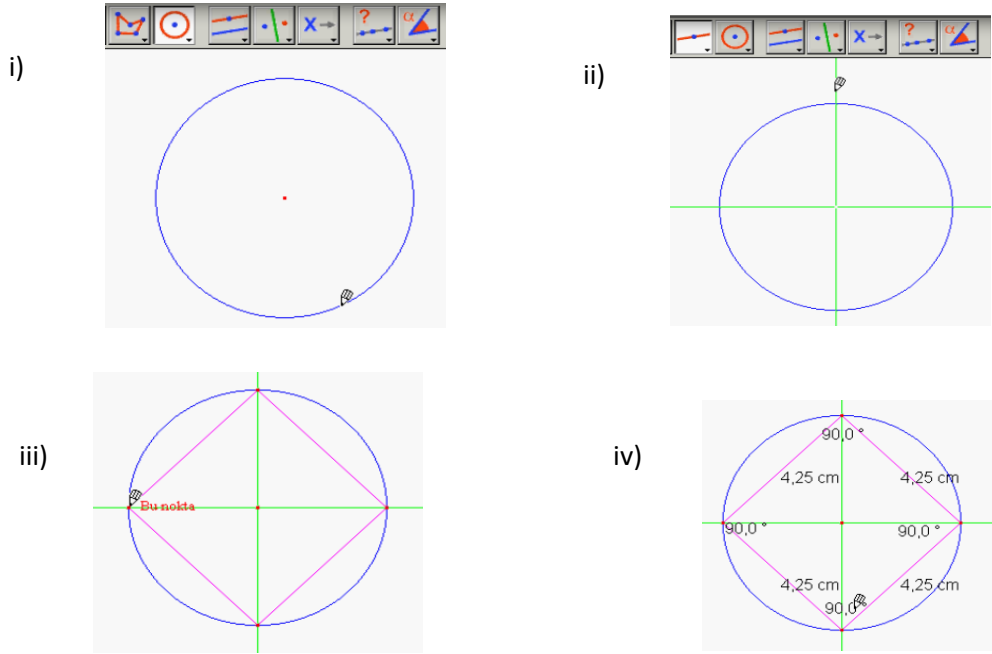 i)
?
α
X
ii)
?
α
X
iii)
Bu nokta
iv)
90,0 °
4,25 cm 4,25 cm
90,0 ° 90,0 °
4,25 cm 4,25 cm
90,0 °